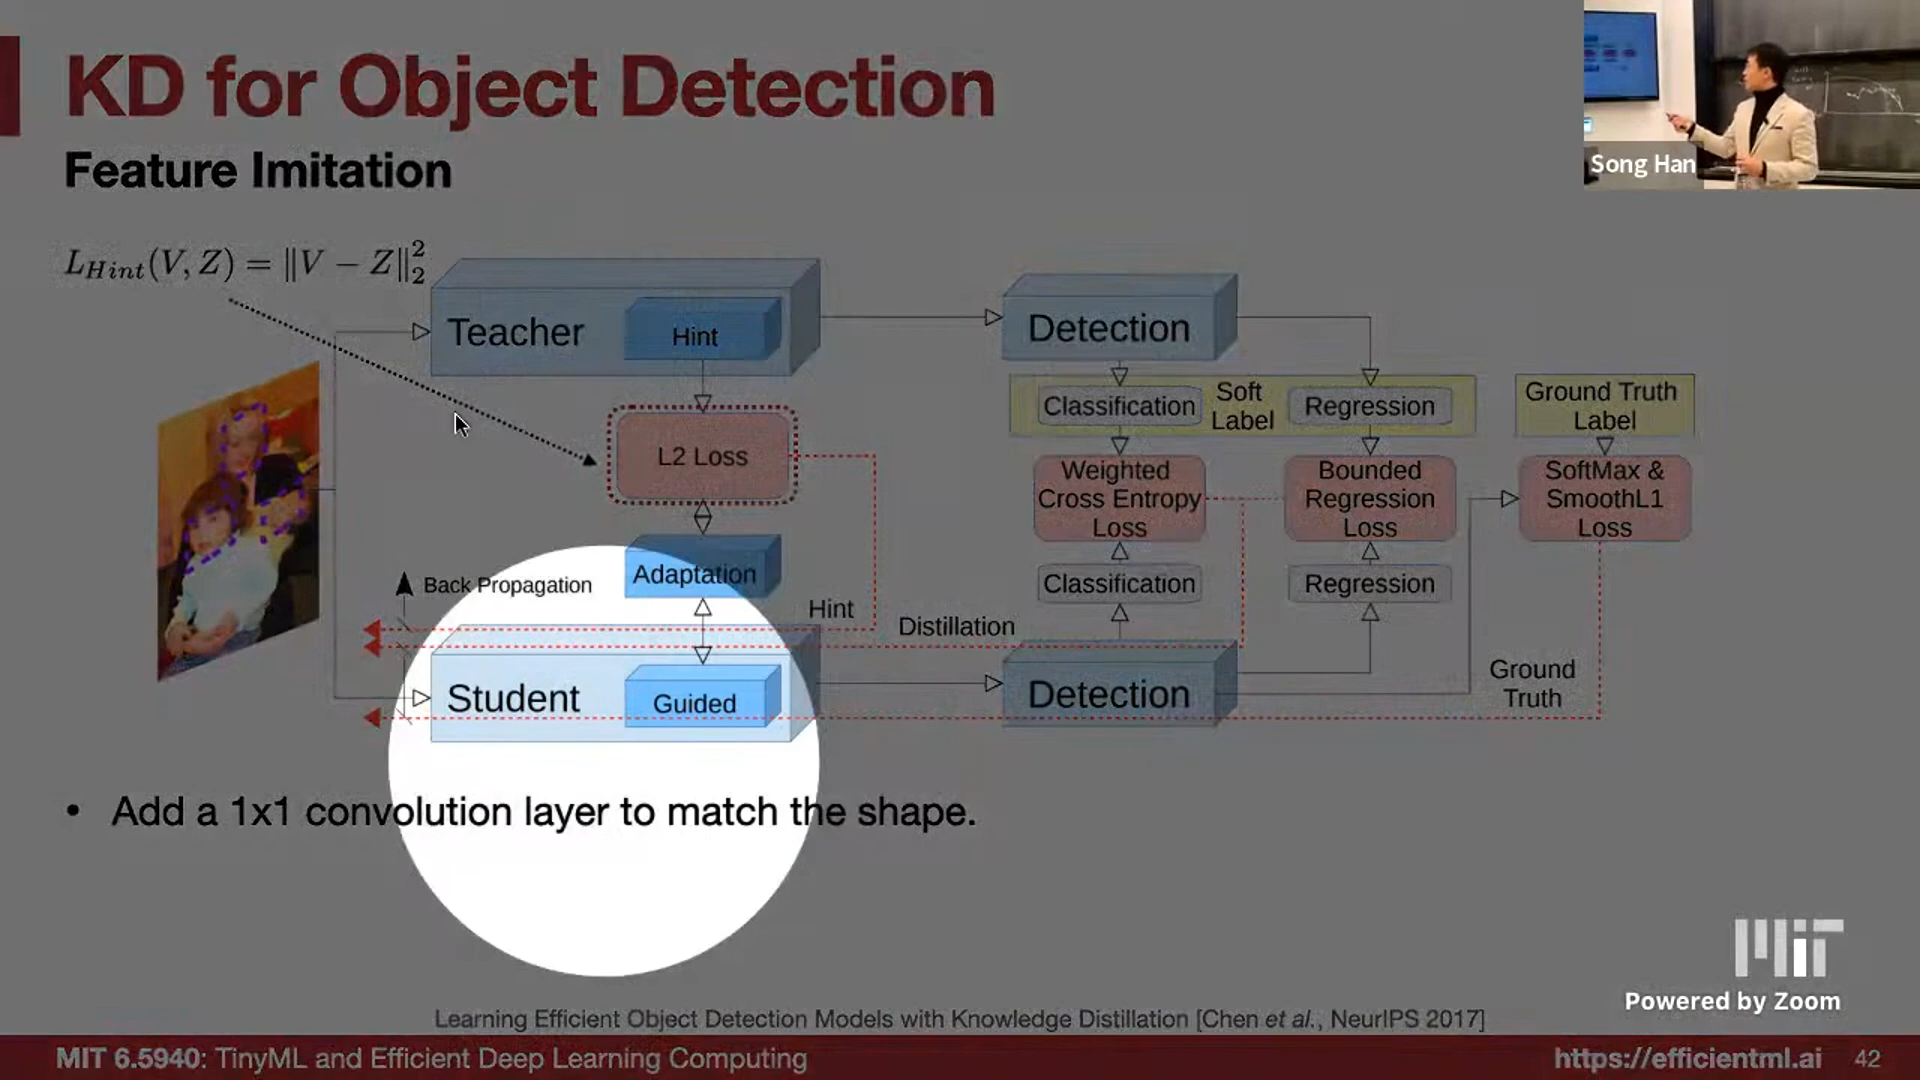 KD for Object Detection
Song Han
Feature Imitation
L_{Hint}(V, Z) = ‖V − Z‖₂²
Teacher
Hint
Detection
Classification
Soft
Label
Regression
Ground Truth
Label
L2 Loss
Weighted
Cross Entropy
Loss
Bounded
Regression
Loss
SoftMax &
SmoothL1
Loss
Adaptation
Back Propagation
Classification
Regression
Hint
Distillation
Student
Guided
Detection
Ground
Truth
• Add a 1x1 convolution layer to match the shape.
MiT
Powered by Zoom
Learning Efficient Object Detection Models with Knowledge Distillation [Chen et al., NeurIPS 2017]
MIT 6.5940: TinyML and Efficient Deep Learning Computing
https://efficientml.ai
42